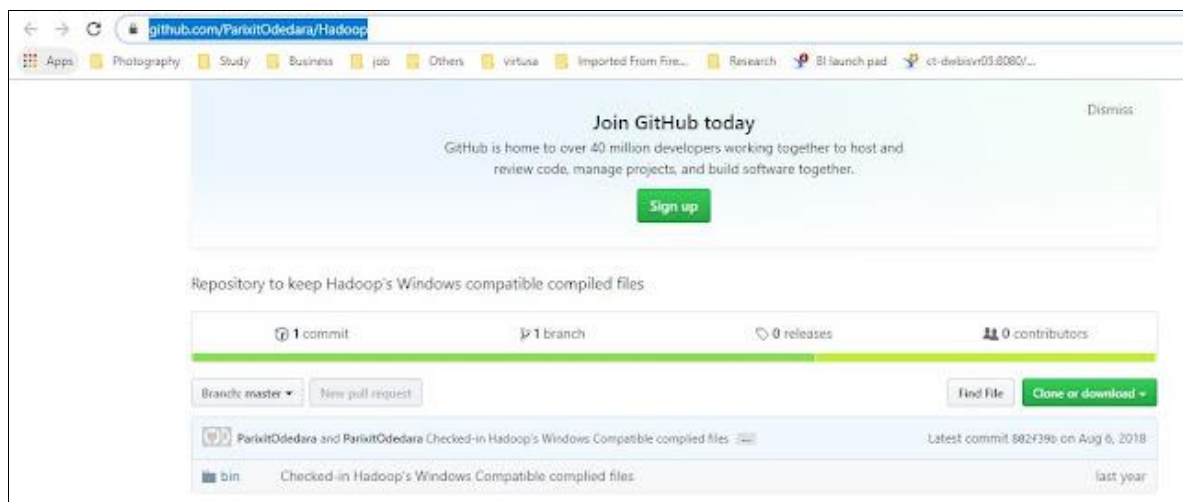 github.com/ParixitOdedara/Hadoop
Apps Photography Study Business job Others virtusa Imported From Fire... Research BI launch pad ct-dwbisvr03:8080/...
Join GitHub today
Dismiss
GitHub is home to over 40 million developers working together to host and
review code, manage projects, and build software together.
Sign up
Repository to keep Hadoop's Windows compatible compiled files
1 commit 1 branch 0 releases 0 contributors
Branch: master New pull request Find File Clone or download
ParixitOdedara and ParixitOdedara Checked-in Hadoop's Windows Compatible complied files ... Latest commit 802f39b on Aug 6, 2018
bin Checked-in Hadoop's Windows Compatible complied files last year